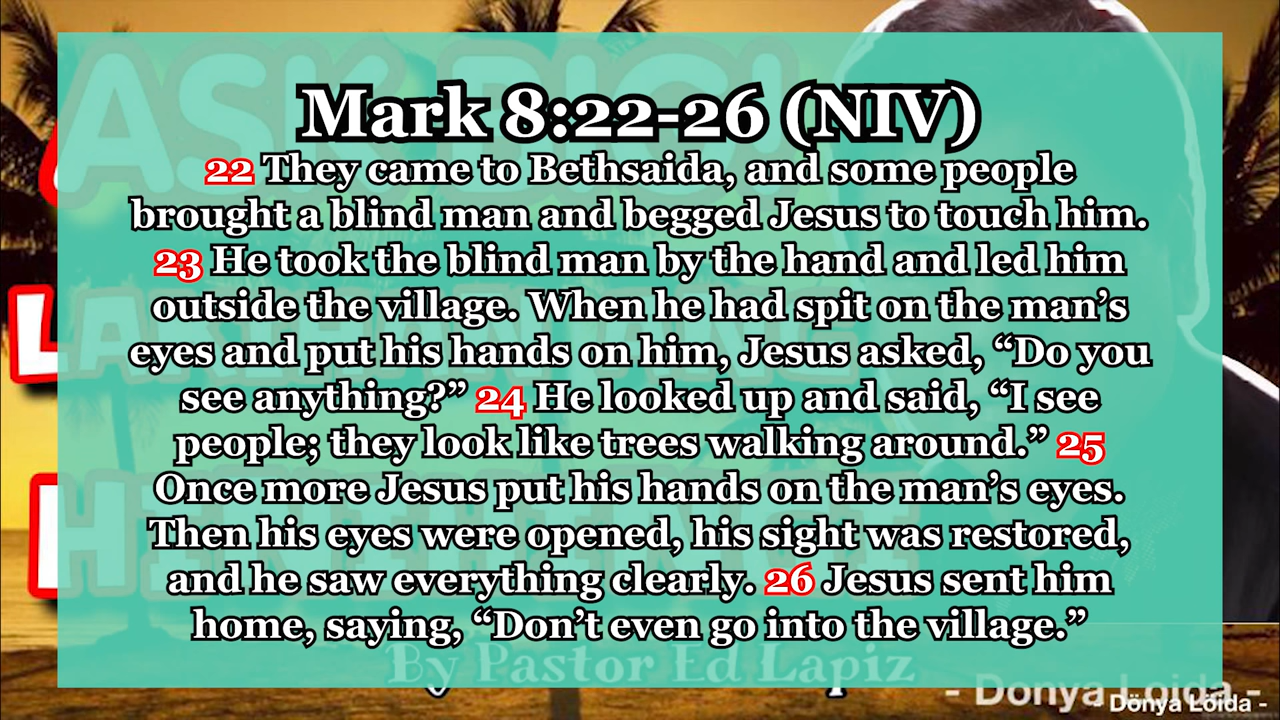 Mark 8:22-26 (NIV)
22 They came to Bethsaida, and some people
brought a blind man and begged Jesus to touch him.
23 He took the blind man by the hand and led him
outside the village. When he had spit on the man’s
eyes and put his hands on him, Jesus asked, “Do you
see anything?” 24 He looked up and said, “I see
people; they look like trees walking around.” 25
Once more Jesus put his hands on the man’s eyes.
Then his eyes were opened, his sight was restored,
and he saw everything clearly. 26 Jesus sent him
home, saying, “Don’t even go into the village.”
By Pastor Ed Lapiz
- Donya Loida -
- Dönya Löida -